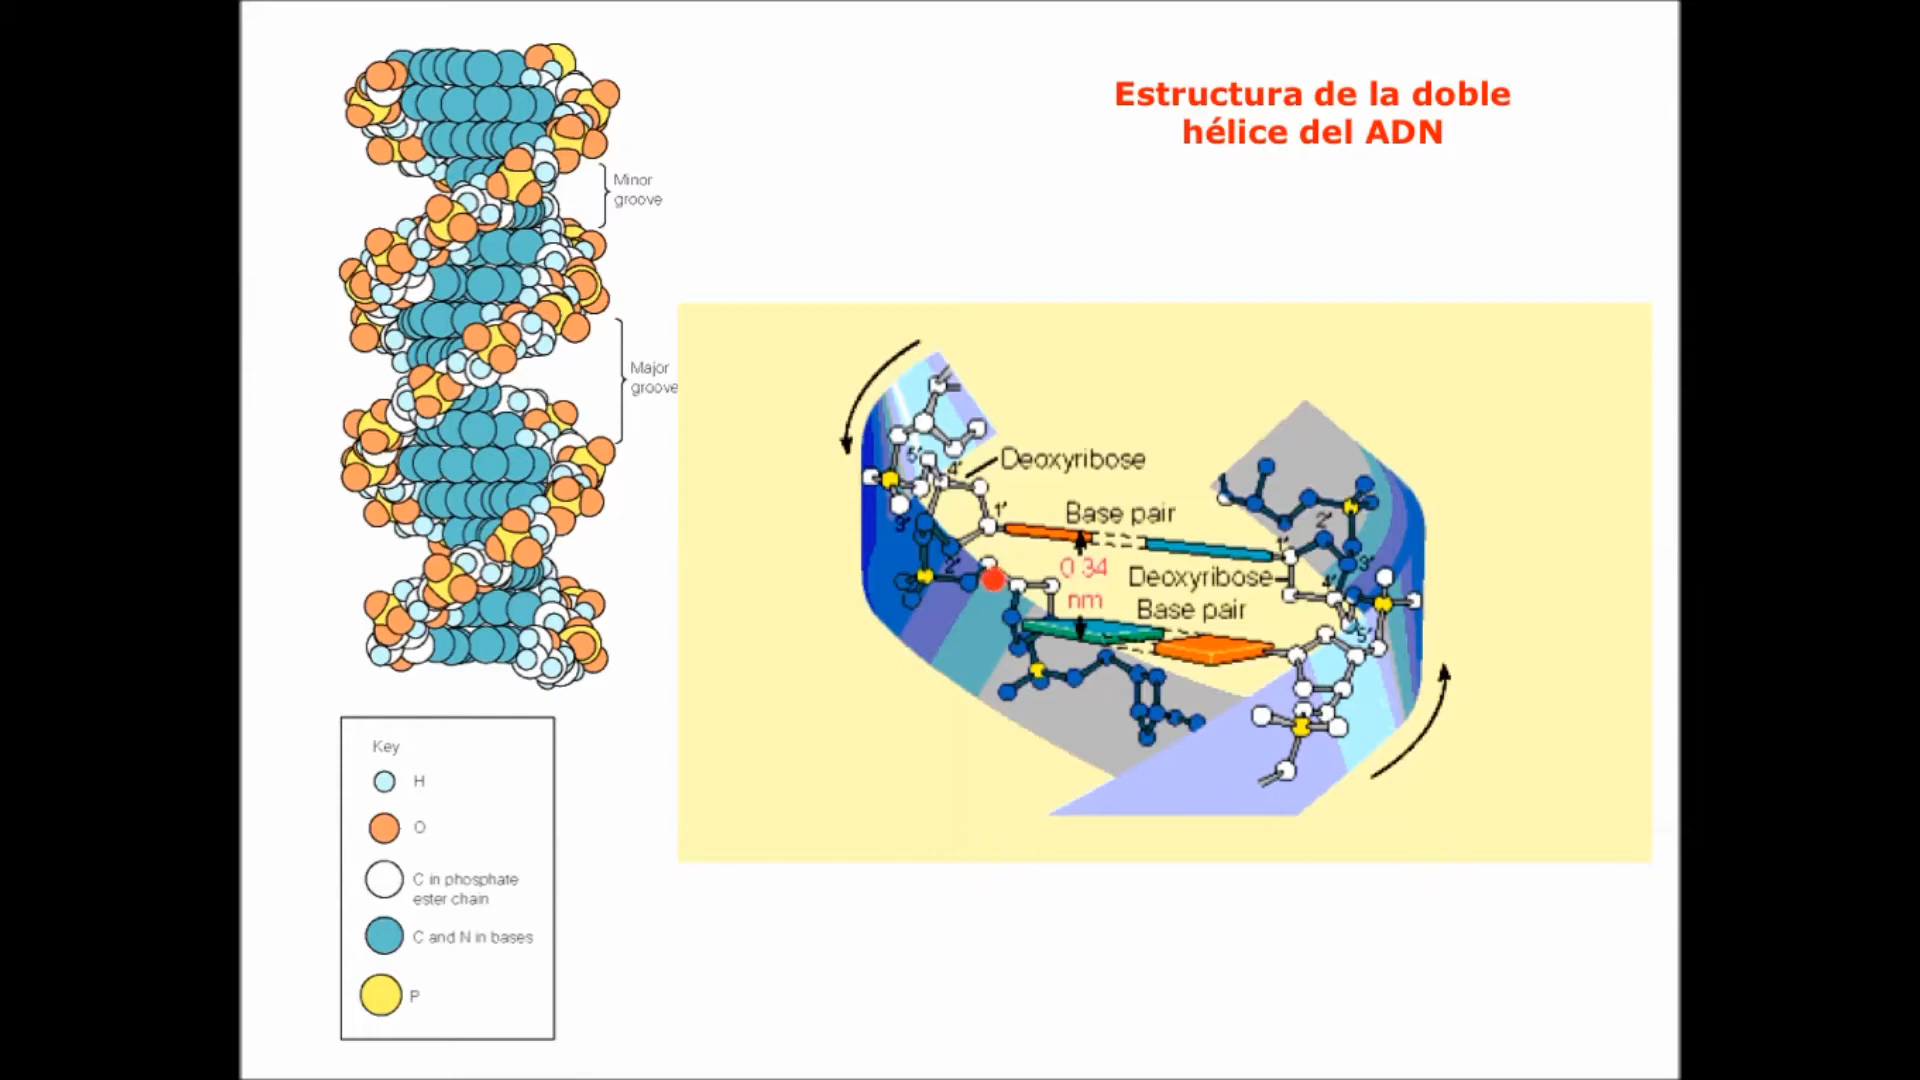 Estructura de la doble
hélice del ADN
Minor
groove
Major
groove
Key
H
O
C in phosphate
ester chain
C and N in bases
P
5'
4'
Deoxyribose
1'
3'
Base pair
2'
0.34
nm
Deoxyribose
Base pair
2'
1'
3'
4'
5'